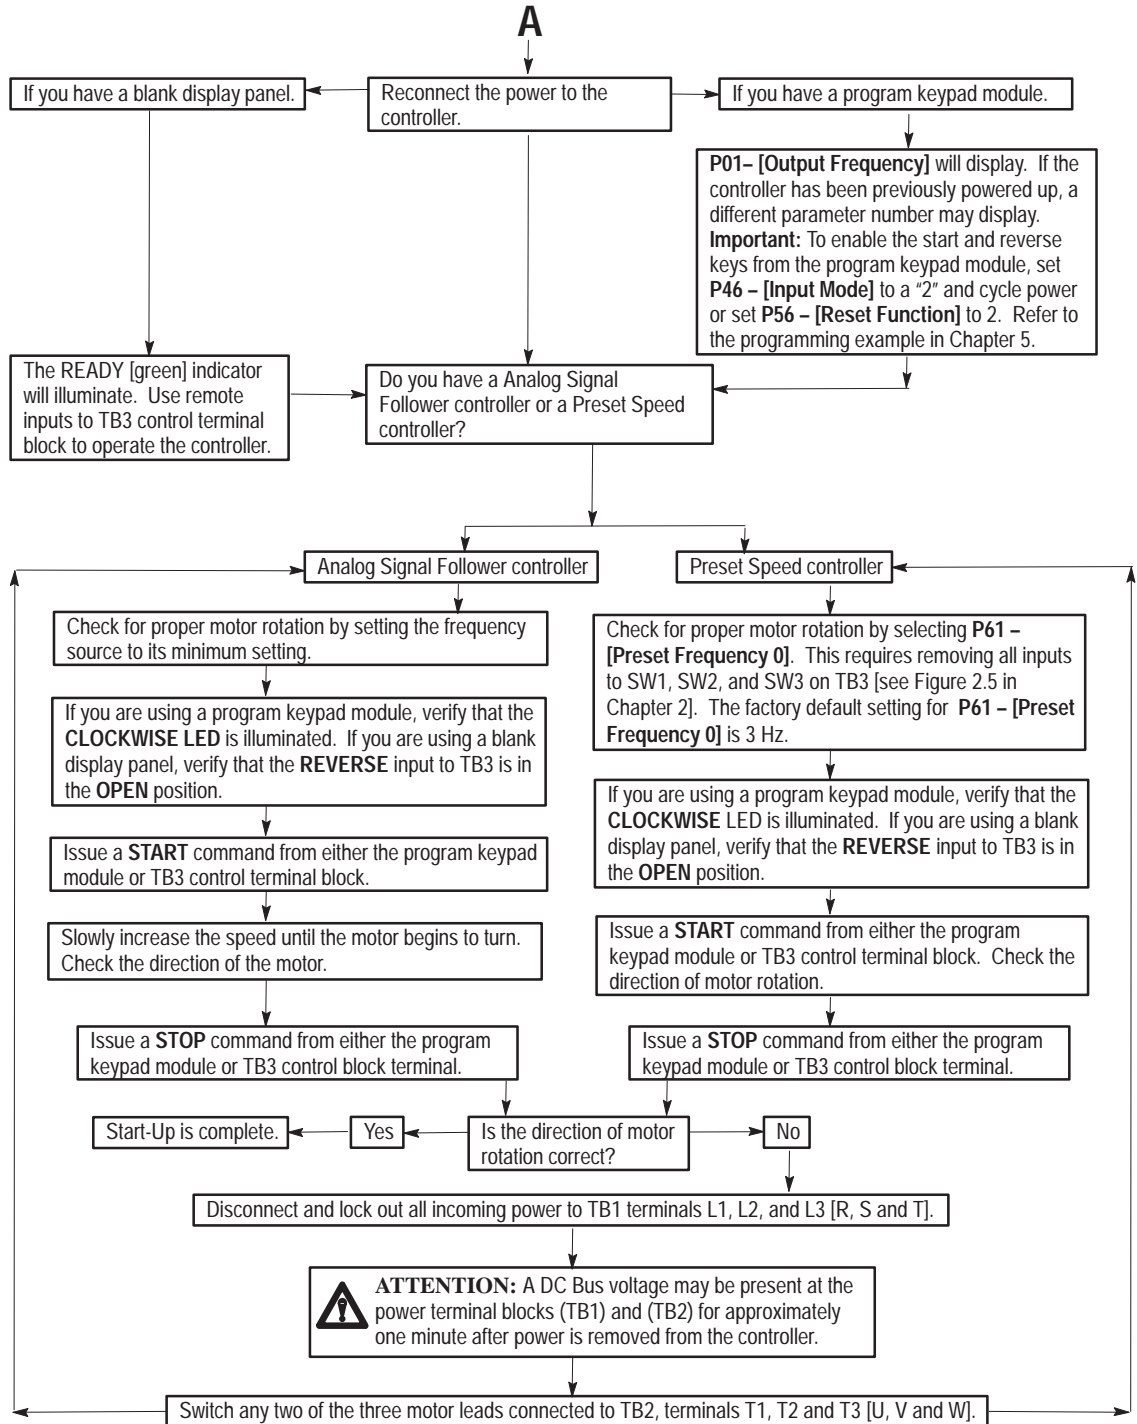 A
If you have a blank display panel.
Reconnect the power to the
controller.
If you have a program keypad module.
P01– [Output Frequency] will display. If the
controller has been previously powered up, a
different parameter number may display.
Important: To enable the start and reverse
keys from the program keypad module, set
P46 – [Input Mode] to a “2” and cycle power
or set P56 – [Reset Function] to 2. Refer to
the programming example in Chapter 5.
The READY [green] indicator
will illuminate. Use remote
inputs to TB3 control terminal
block to operate the controller.
Do you have a Analog Signal
Follower controller or a Preset Speed
controller?
Analog Signal Follower controller
Check for proper motor rotation by setting the frequency
source to its minimum setting.
If you are using a program keypad module, verify that the
CLOCKWISE LED is illuminated. If you are using a blank
display panel, verify that the REVERSE input to TB3 is in
the OPEN position.
Issue a START command from either the program keypad
module or TB3 control terminal block.
Slowly increase the speed until the motor begins to turn.
Check the direction of the motor.
Issue a STOP command from either the program
keypad module or TB3 control block terminal.
Preset Speed controller
Check for proper motor rotation by selecting P61 –
[Preset Frequency 0]. This requires removing all inputs
to SW1, SW2, and SW3 on TB3 [see Figure 2.5 in
Chapter 2]. The factory default setting for P61 – [Preset
Frequency 0] is 3 Hz.
If you are using a program keypad module, verify that the
CLOCKWISE LED is illuminated. If you are using a blank
display panel, verify that the REVERSE input to TB3 is in
the OPEN position.
Issue a START command from either the program
keypad module or TB3 control terminal block. Check the
direction of motor rotation.
Issue a STOP command from either the program
keypad module or TB3 control block terminal.
Start-Up is complete.
Yes
Is the direction of motor
rotation correct?
No
Disconnect and lock out all incoming power to TB1 terminals L1, L2, and L3 [R, S and T].
ATTENTION: A DC Bus voltage may be present at the
power terminal blocks (TB1) and (TB2) for approximately
one minute after power is removed from the controller.
Switch any two of the three motor leads connected to TB2, terminals T1, T2 and T3 [U, V and W].